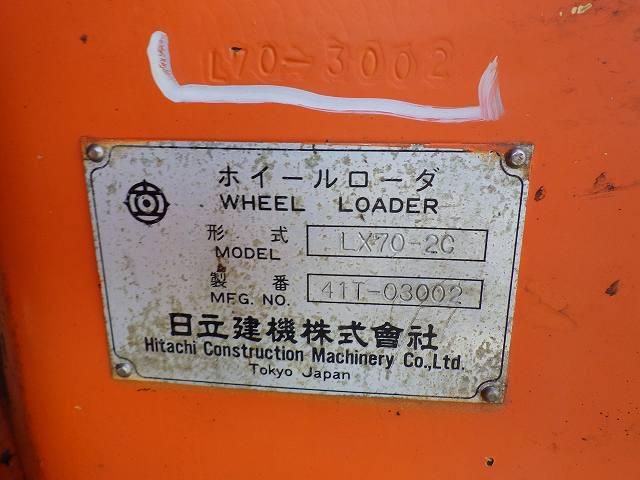 L70-3002
ホイールローダ
WHEEL LOADER
形式
MODEL
LX70-2C
製番
MFG. NO.
41T-03002
日立建機株式會社
Hitachi Construction Machinery Co.,Ltd.
Tokyo Japan